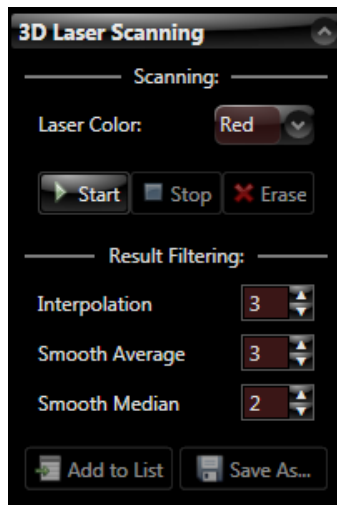 3D Laser Scanning
Scanning:
Laser Color: Red
Start Stop Erase
Result Filtering:
Interpolation 3
Smooth Average 3
Smooth Median 2
Add to List Save As...